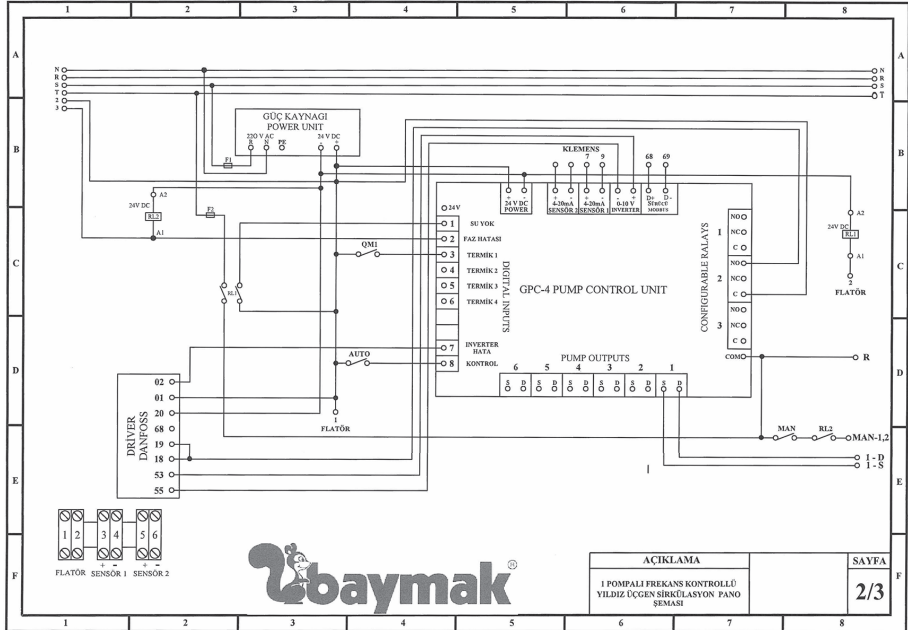 1 2 3 4 5 6 7 8
A A
N N
R R
S S
T T
2
3
B B
GÜÇ KAYNAGI
POWER UNIT
220 V AC 24 V DC
R N PE - +
F1
KLEMENS
7 9 68 69
+ - + - + - - + D+ D-
24 V DC
POWER
4-20mA
SENSÖR 2
4-20mA
SENSÖR 1
0-10 V
INVERTER
MODBUS
A2
24V DC
RL2
A1
F2
24V
1 SU YOK
2 FAZ HATASI
3 TERMİK 1
4 TERMİK 2
5 TERMİK 3
6 TERMİK 4
7 INVERTER
HATA
8 KONTROL
QM1
AUTO
RL1
DIGITAL INPUTS
GPC-4 PUMP CONTROL UNIT
CONFIGURABLE RALAYS
1
NO
NC
C
2
NO
NC
C
3
NO
NC
C
COM
A2
24V DC
RL1
A1
2
FLATÖR
C C
R
D D
PUMP OUTPUTS
6 5 4 3 2 1
S D S D S D S D S D S D
1
FLATÖR
DRİVER
DANFOSS
02
01
20
68
19
18
53
55
MAN RL2 MAN-1,2
1 - D
1 - S
E E
1 2 3 4 5 6
+ - + -
FLATÖR SENSÖR 1 SENSÖR 2
baymak®
AÇIKLAMA SAYFA
1 POMPALI FREKANS KONTROLLÜ
YILDIZ ÜÇGEN SİRKÜLASYON PANO
ŞEMASI
2/3
F F
1 2 3 4 5 6 7 8